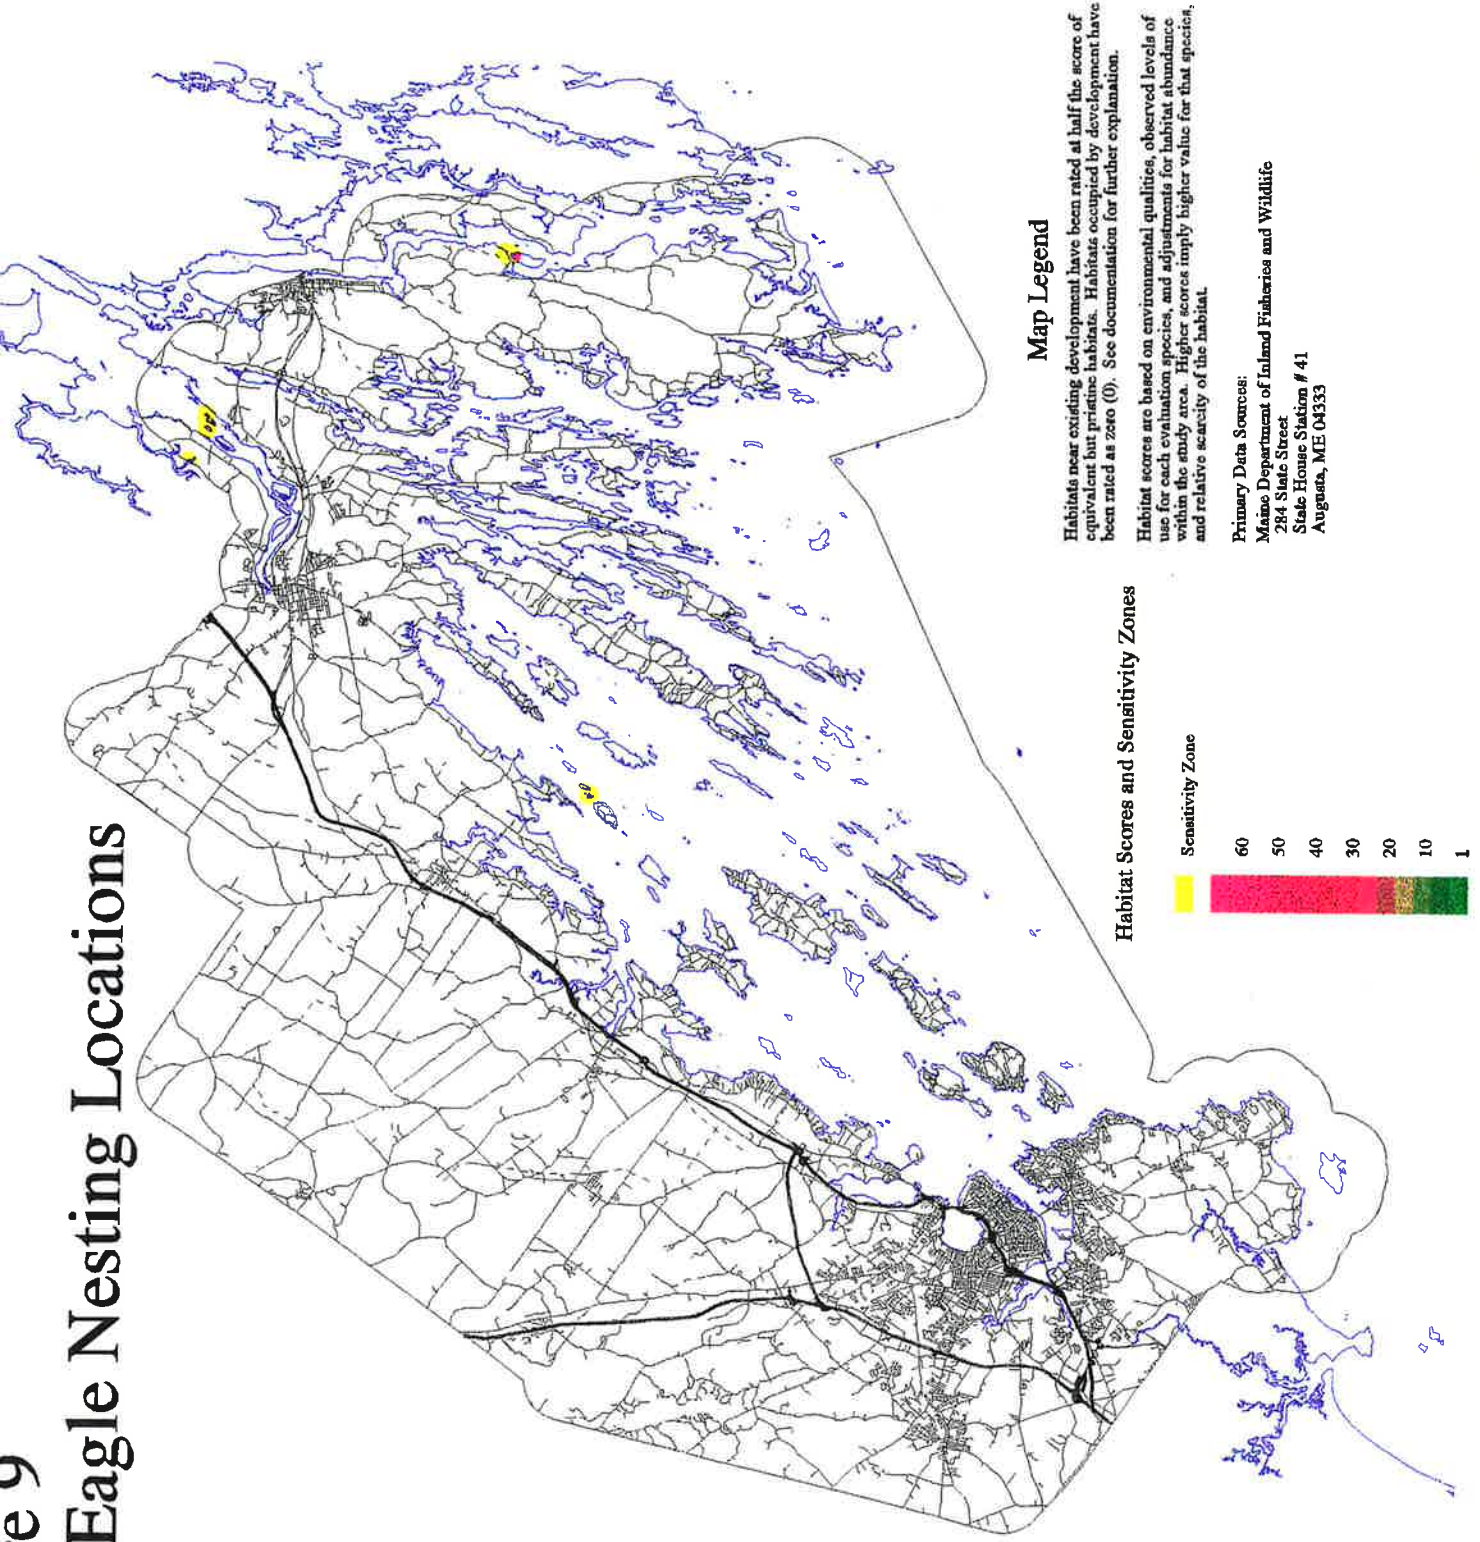 re 9
Eagle Nesting Locations
Habitat Scores and Sensitivity Zones
Sensitivity Zone
60
50
40
30
20
10
1
Map Legend
Habitats near existing development have been rated at half the score of
equivalent but pristine habitats. Habitats occupied by development have
been rated as zero (0). See documentation for further explanation.
Habitat scores are based on environmental qualities, observed levels of
use for each evaluation species, and adjustments for habitat abundance
within the study area. Higher scores imply higher value for that species,
and relative scarcity of the habitat.
Primary Data Sources:
Maine Department of Inland Fisheries and Wildlife
284 State Street
State House Station #41
Augusta, ME 04333